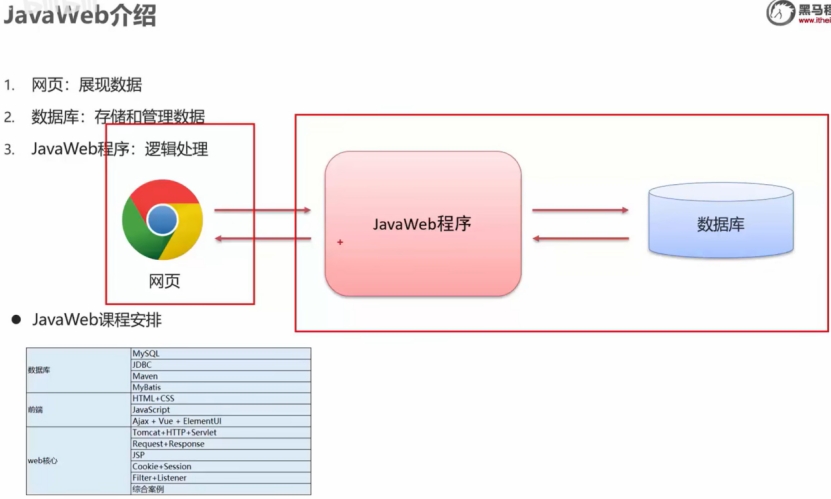 JavaWeb介绍
黑马程
www.ithei
1. 网页：展现数据
2. 数据库：存储和管理数据
3. JavaWeb程序：逻辑处理
网页
JavaWeb程序
数据库
● JavaWeb课程安排
数据库
MySQL
JDBC
Maven
MyBatis
前端
HTML+CSS
JavaScript
Ajax + Vue + ElementUI
web核心
Tomcat+HTTP+Servlet
Request+Response
JSP
Cookie+Session
Filter+Listener
综合案例